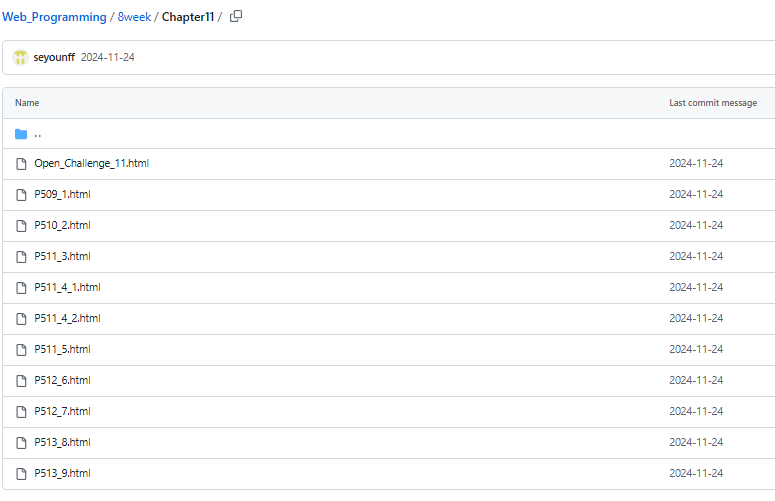 Web_Programming / 8week / Chapter11 /
seyounff 2024-11-24
Name Last commit message
..
Open_Challenge_11.html 2024-11-24
P509_1.html 2024-11-24
P510_2.html 2024-11-24
P511_3.html 2024-11-24
P511_4_1.html 2024-11-24
P511_4_2.html 2024-11-24
P511_5.html 2024-11-24
P512_6.html 2024-11-24
P512_7.html 2024-11-24
P513_8.html 2024-11-24
P513_9.html 2024-11-24